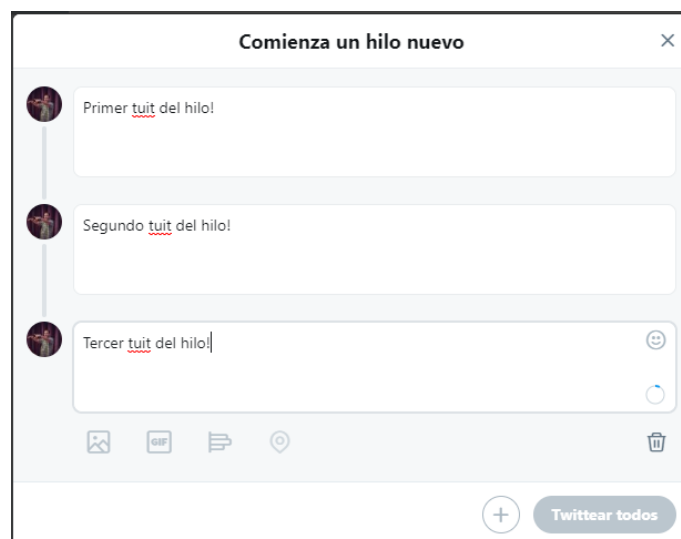 Comienza un hilo nuevo
Primer tuit del hilo!
Segundo tuit del hilo!
Tercer tuit del hilo!
GIF
Twittear todos